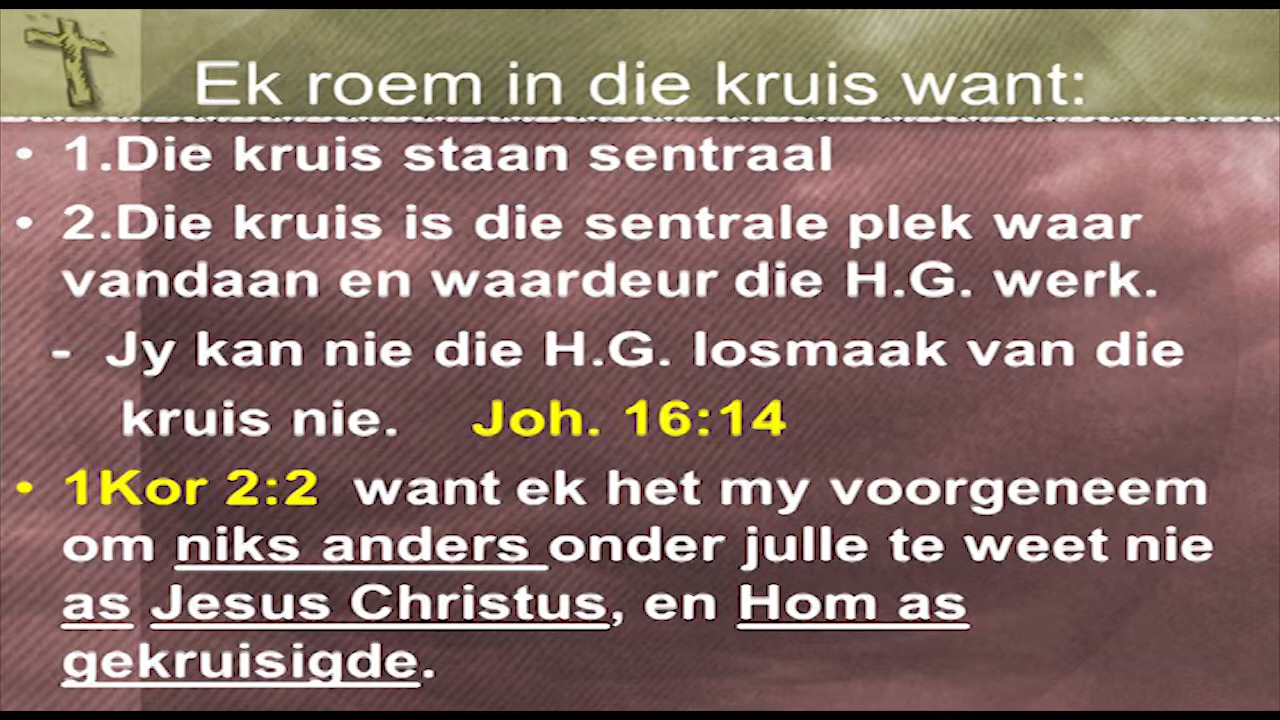 Ek roem in die kruis want:
• 1.Die kruis staan sentraal
• 2.Die kruis is die sentrale plek waar
vandaan en waardeur die H.G. werk.
- Jy kan nie die H.G. losmaak van die
kruis nie. Joh. 16:14
• 1Kor 2:2 want ek het my voorgeneem
om niks anders onder julle te weet nie
as Jesus Christus, en Hom as
gekruisigde.